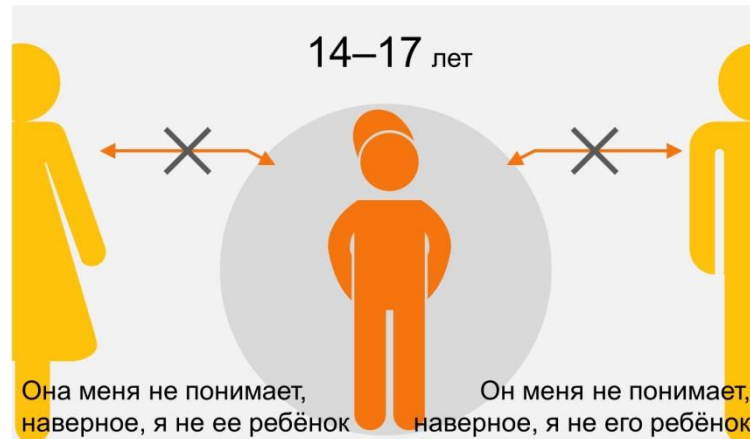 14–17 лет
Она меня не понимает,
наверное, я не ее ребёнок
Он меня не понимает,
наверное, я не его ребёнок